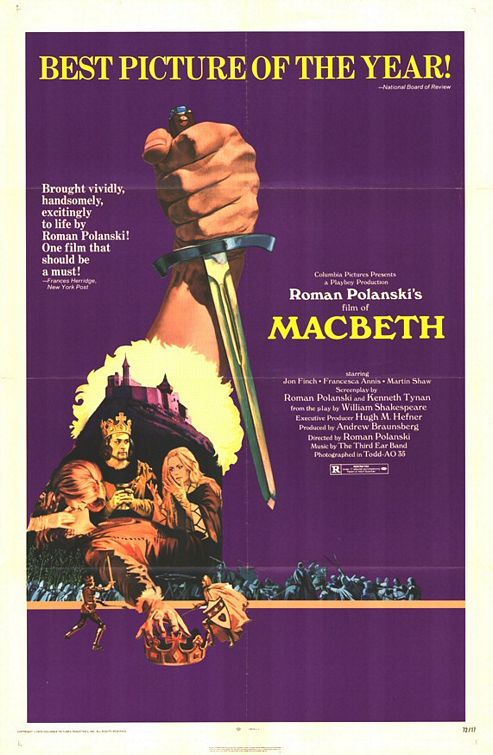 BEST PICTURE OF THE YEAR!
—National Board of Review
Brought vividly,
handsomely,
excitingly
to life by
Roman Polanski!
One film that
should be
a must!
—Frances Herridge,
New York Post
Columbia Pictures Presents
a Playboy Production
Roman Polanski's
film of
MACBETH
starring
Jon Finch • Francesca Annis • Martin Shaw
Screenplay by
Roman Polanski and Kenneth Tynan
from the play by William Shakespeare
Executive Producer Hugh M. Hefner
Produced by Andrew Braunsberg
Directed by Roman Polanski
Music by The Third Ear Band
Photographed in Todd-AO 35
R
RESTRICTED
72/17